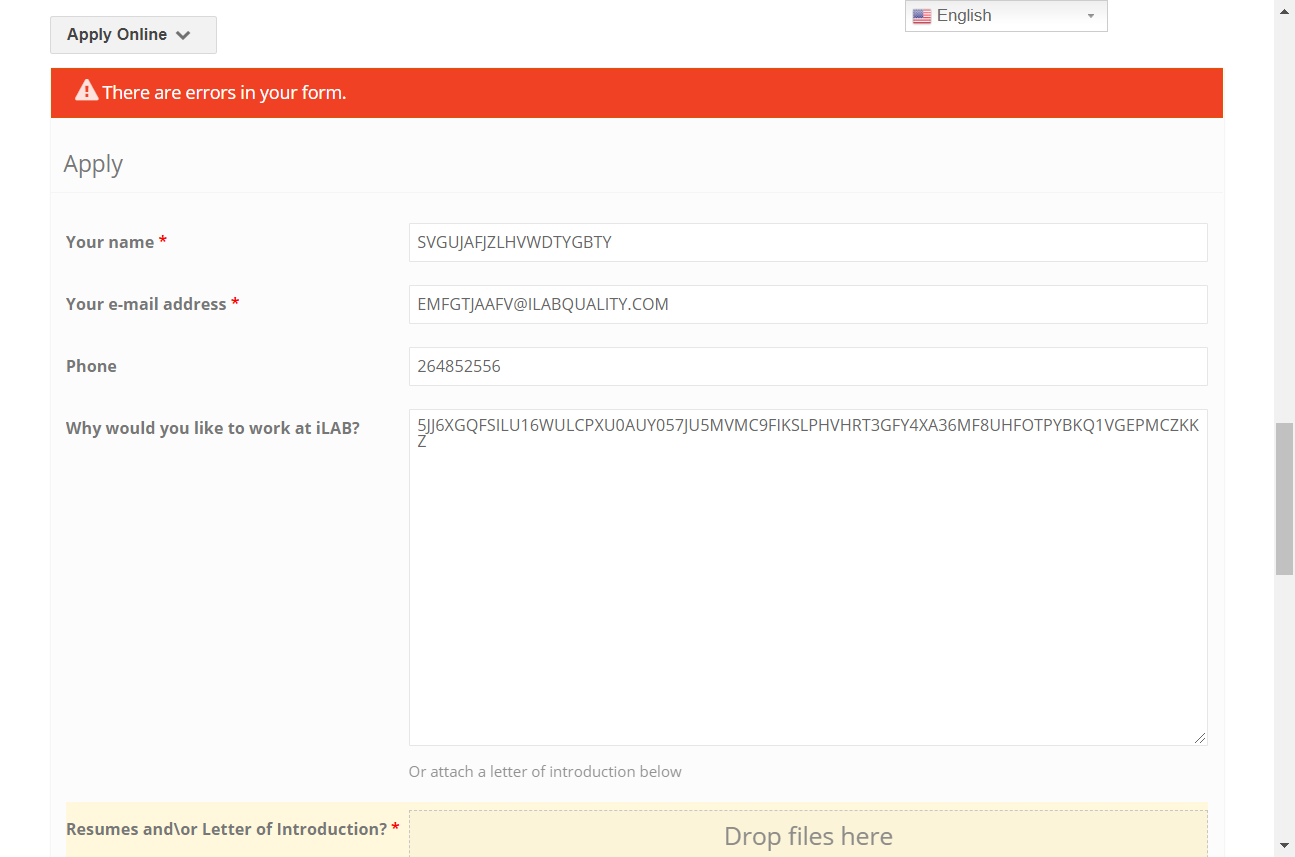 Apply Online
English
There are errors in your form.
Apply
Your name *
SVGUJAFJZLHVWDTYGBTY
Your e-mail address *
EMFGTJAAFV@ILABQUALITY.COM
Phone
264852556
Why would you like to work at iLAB?
5JJ6XGQFSILU16WULCPXU0AUY057JU5MVMC9FIKSLPHVHRT3GFY4XA36MF8UHFOTPYBKQ1VGEPMCZKK
Z
Or attach a letter of introduction below
Resumes and\or Letter of Introduction? *
Drop files here